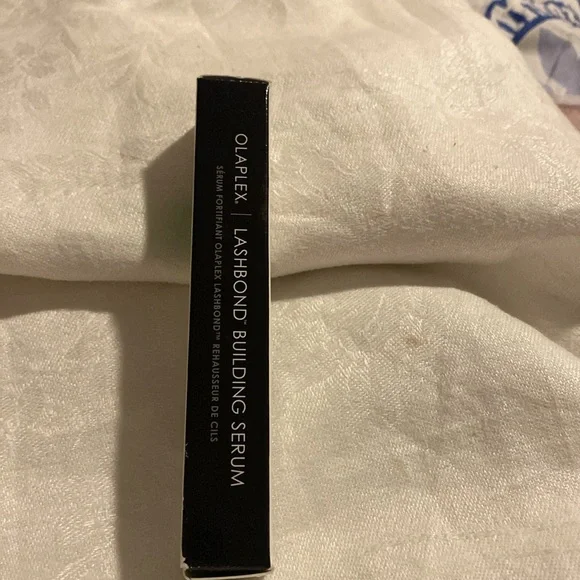 OLAPLEX® | LASHBOND™ BUILDING SERUM
SÉRUM FORTIFIANT OLAPLEX LASHBOND™ REHAUSSEUR DE CILS